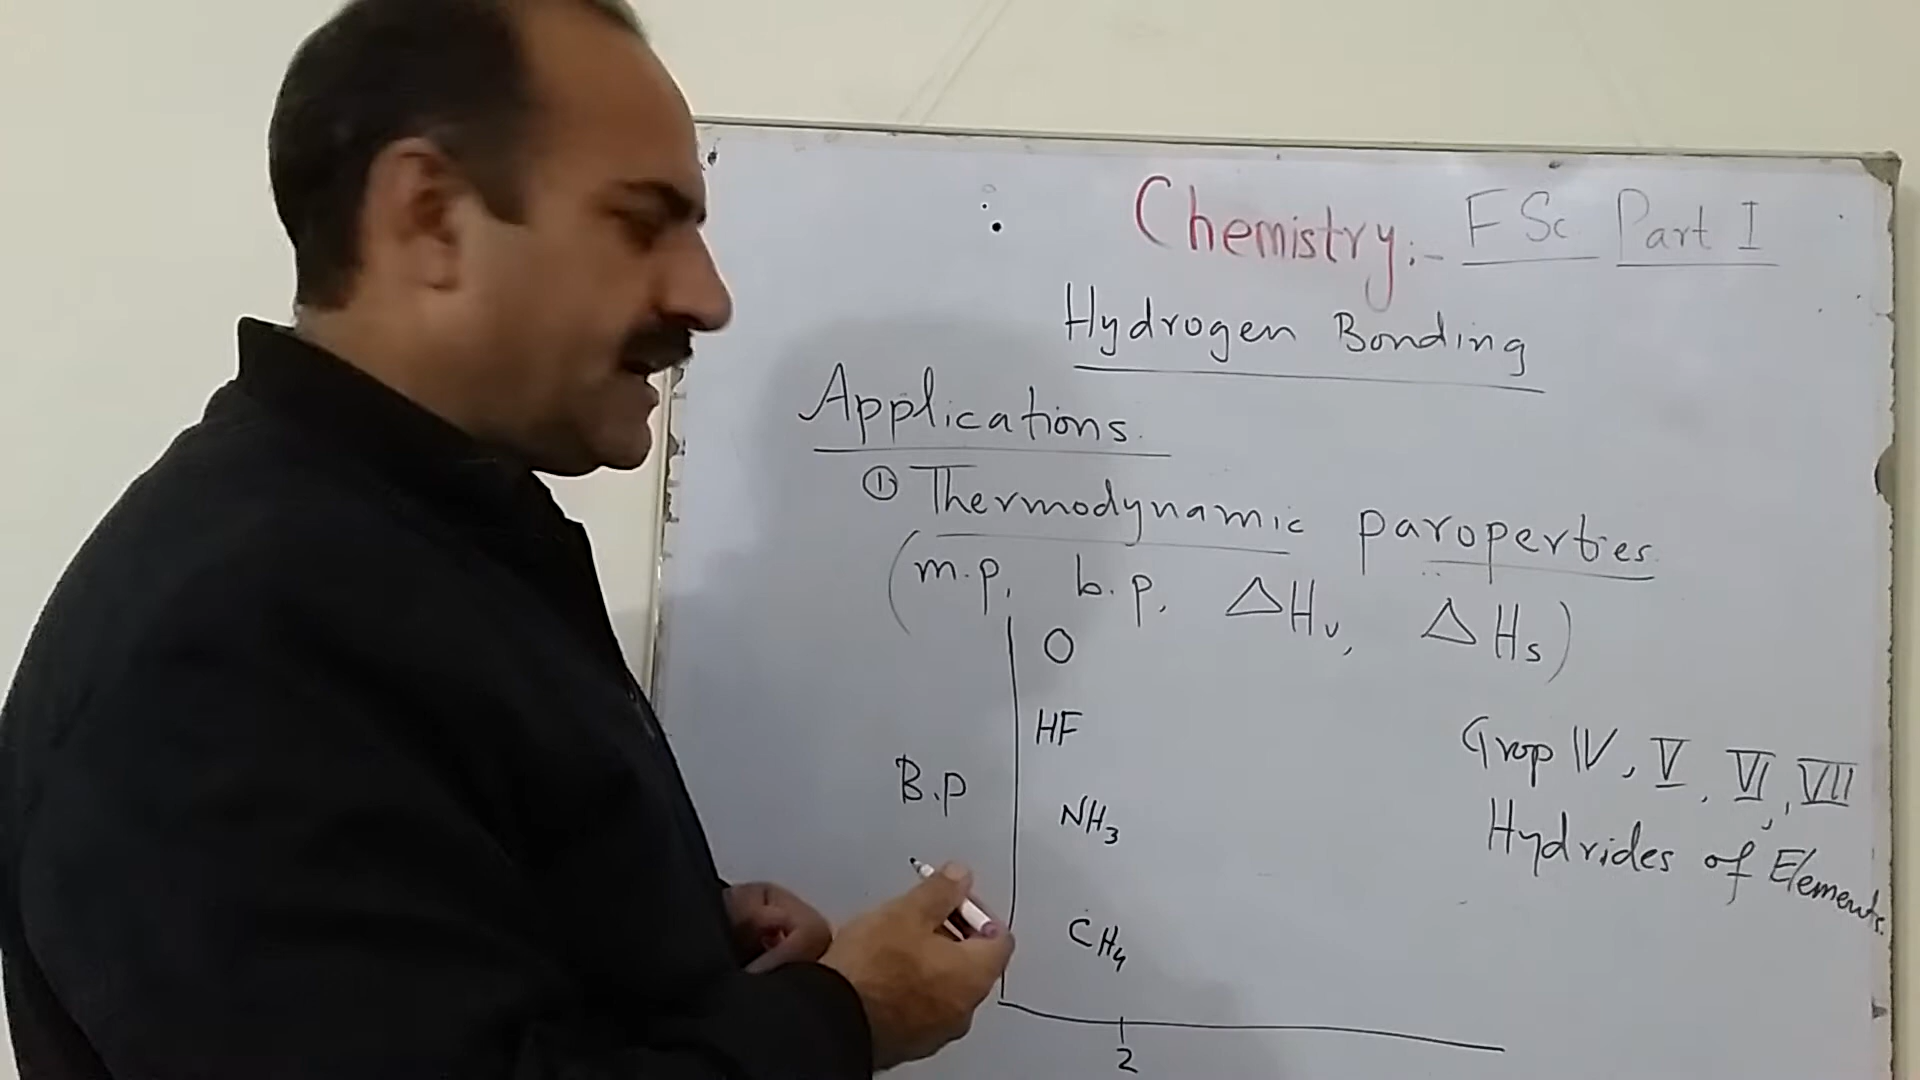 Chemistry:- FSc Part I
Hydrogen Bonding
Applications.
① Thermodynamic paroperties.
(m.p, b.p, ΔHv, ΔHs)
O
HF
Grop IV, V, VI, VII
B.p
NH3
Hydrides of Elements.
CH4
2